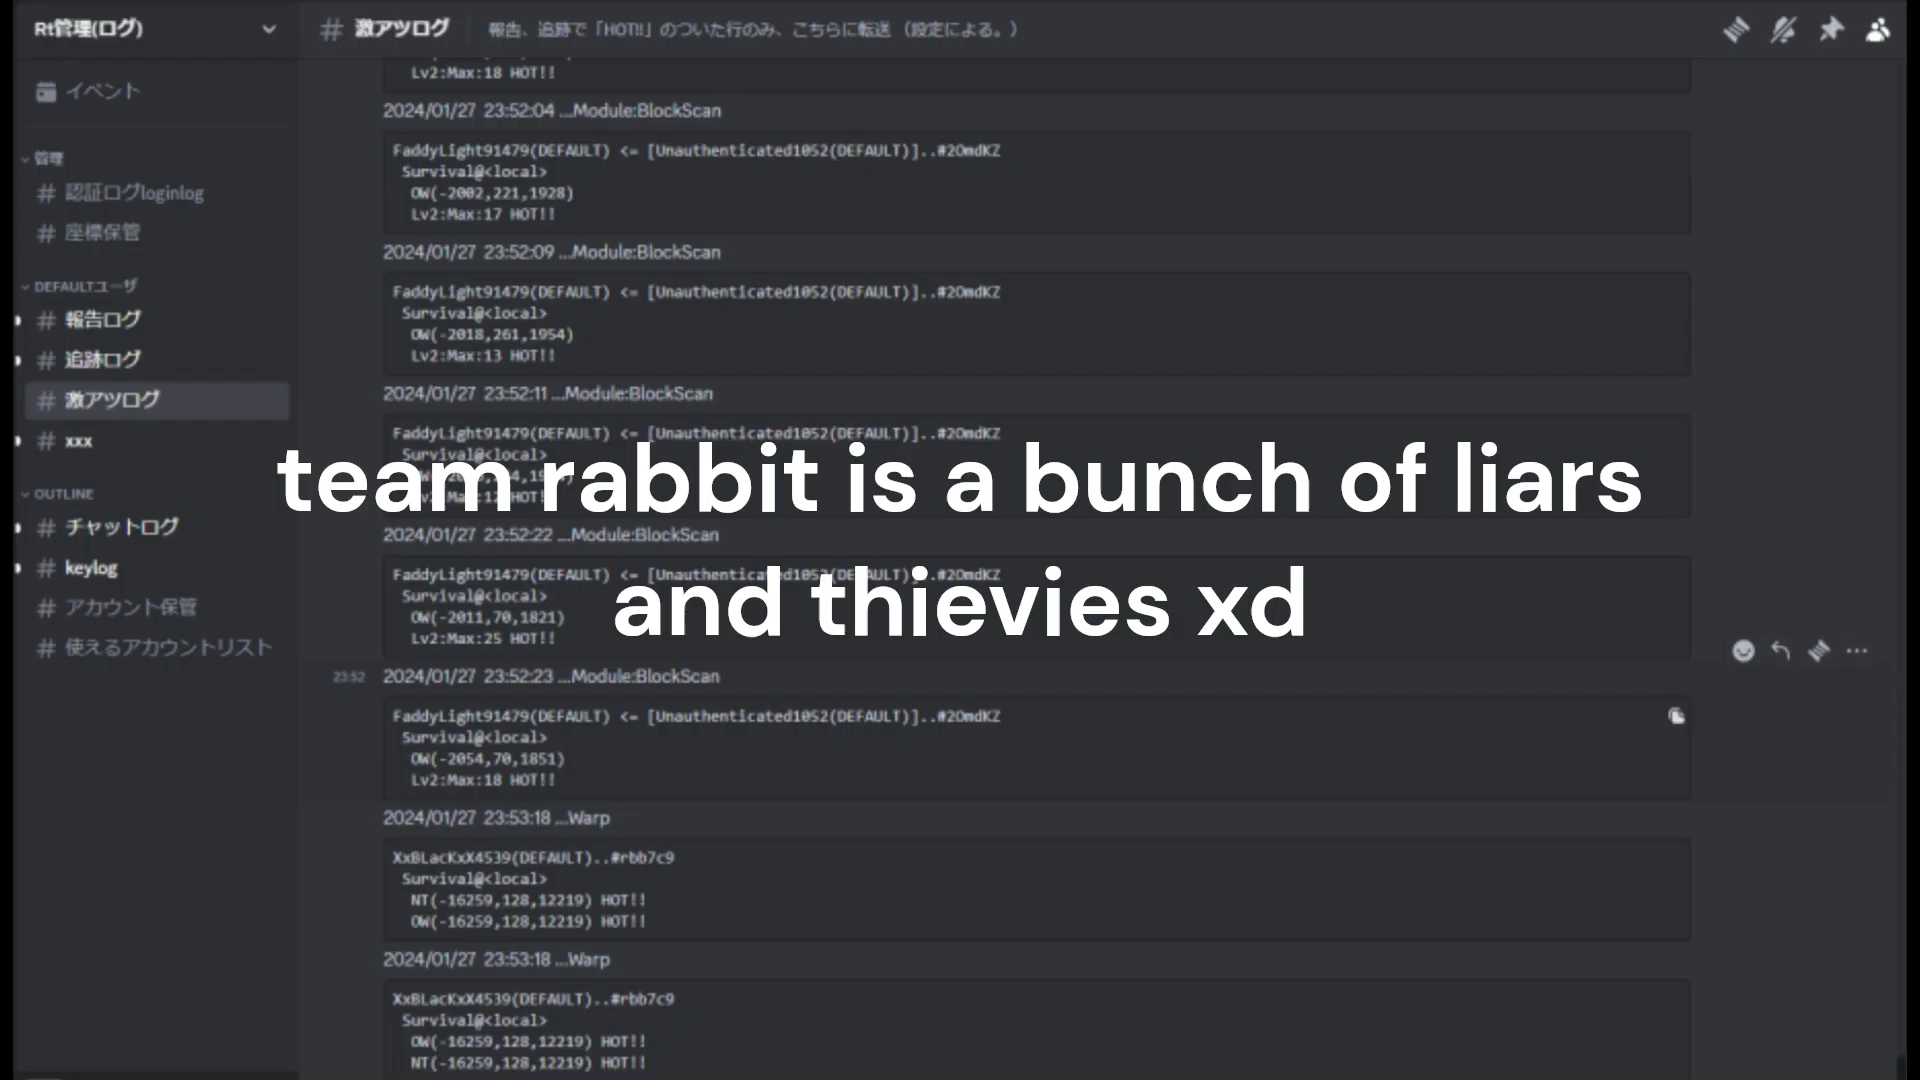 Rt管理(ログ)
イベント
管理
# 認証ログloginlog
# 座標保管
DEFAULTユーザ
# 報告ログ
# 追跡ログ
# 激アツログ
# xxx
OUTLINE
# チャットログ
# keylog
# アカウント保管
# 使えるアカウントリスト
# 激アツログ 報告、追跡で「HOT!!」のついた行のみ、こちらに転送（設定による。）
Lv2:Max:18 HOT!!
2024/01/27 23:52:04 ...Module:BlockScan
FaddyLight91479(DEFAULT) <= [Unauthenticated1052(DEFAULT)]..#2OmdKZ
Survival@<local>
OW(-2002,221,1928)
Lv2:Max:17 HOT!!
2024/01/27 23:52:09 ...Module:BlockScan
FaddyLight91479(DEFAULT) <= [Unauthenticated1052(DEFAULT)]..#2OmdKZ
Survival@<local>
OW(-2018,261,1954)
Lv2:Max:13 HOT!!
2024/01/27 23:52:11 ...Module:BlockScan
FaddyLight91479(DEFAULT) <= [Unauthenticated1052(DEFAULT)]..#2OmdKZ
Survival@<local>
team rabbit is a bunch of liars
2024/01/27 23:52:22 ...Module:BlockScan
FaddyLight91479(DEFAULT) <= [Unauthenticated1052(DEFAULT)]..#2OmdKZ
Survival@<local>
and thievies xd
OW(-2011,70,1821)
Lv2:Max:25 HOT!!
23:52 2024/01/27 23:52:23 ...Module:BlockScan
FaddyLight91479(DEFAULT) <= [Unauthenticated1052(DEFAULT)]..#2OmdKZ
Survival@<local>
OW(-2054,70,1851)
Lv2:Max:18 HOT!!
2024/01/27 23:53:18 ...Warp
XxBLacKxX4539(DEFAULT)..#rbb7c9
Survival@<local>
NT(-16259,128,12219) HOT!!
OW(-16259,128,12219) HOT!!
2024/01/27 23:53:18 ...Warp
XxBLacKxX4539(DEFAULT)..#rbb7c9
Survival@<local>
OW(-16259,128,12219) HOT!!
NT(-16259,128,12219) HOT!!